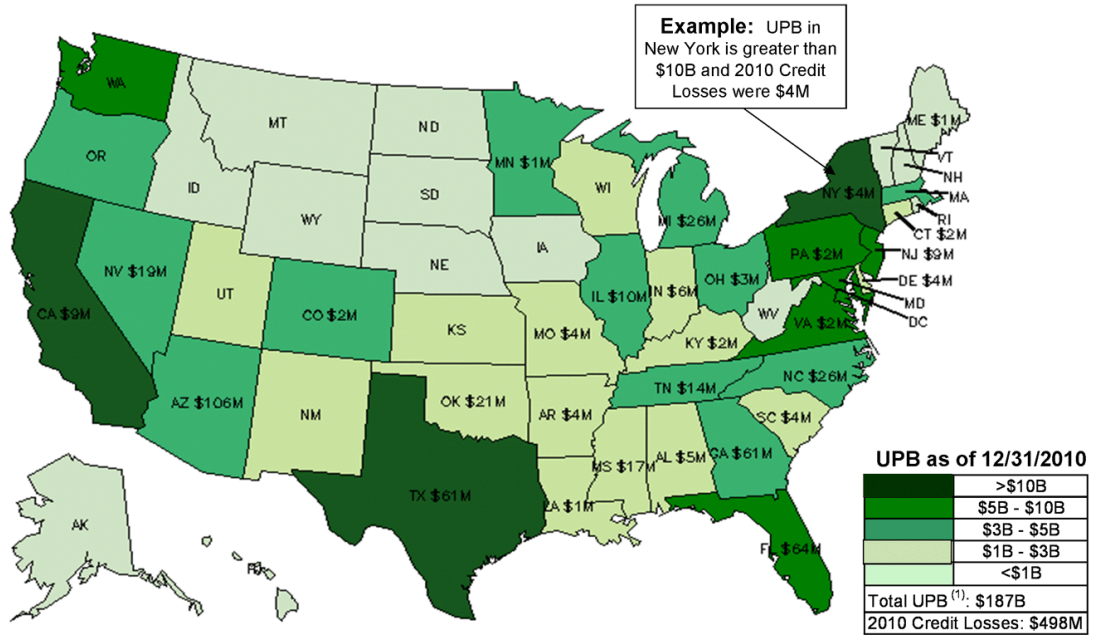 Example: UPB in
New York is greater than
$10B and 2010 Credit
Losses were $4M
WA
MT
ND
MN $1M
ME $1M
VT
NH
OR
ID
SD
WI
NY $4M
MA
WY
MI $26M
RI
CT $2M
IA
PA $2M
NJ $9M
NV $19M
NE
OH $3M
DE $4M
UT
IL $10M
IN $6M
MD
WV
DC
CA $9M
CO $2M
KS
MO $4M
VA $2M
KY $2M
AZ $106M
TN $14M
NC $26M
NM
OK $21M
AR $4M
SC $4M
MS $17M
AL $5M
GA $61M
TX $61M
LA $1M
AK
FL $64M
UPB as of 12/31/2010
>$10B
$5B - $10B
$3B - $5B
$1B - $3B
<$1B
Total UPB (1): $187B
2010 Credit Losses: $498M